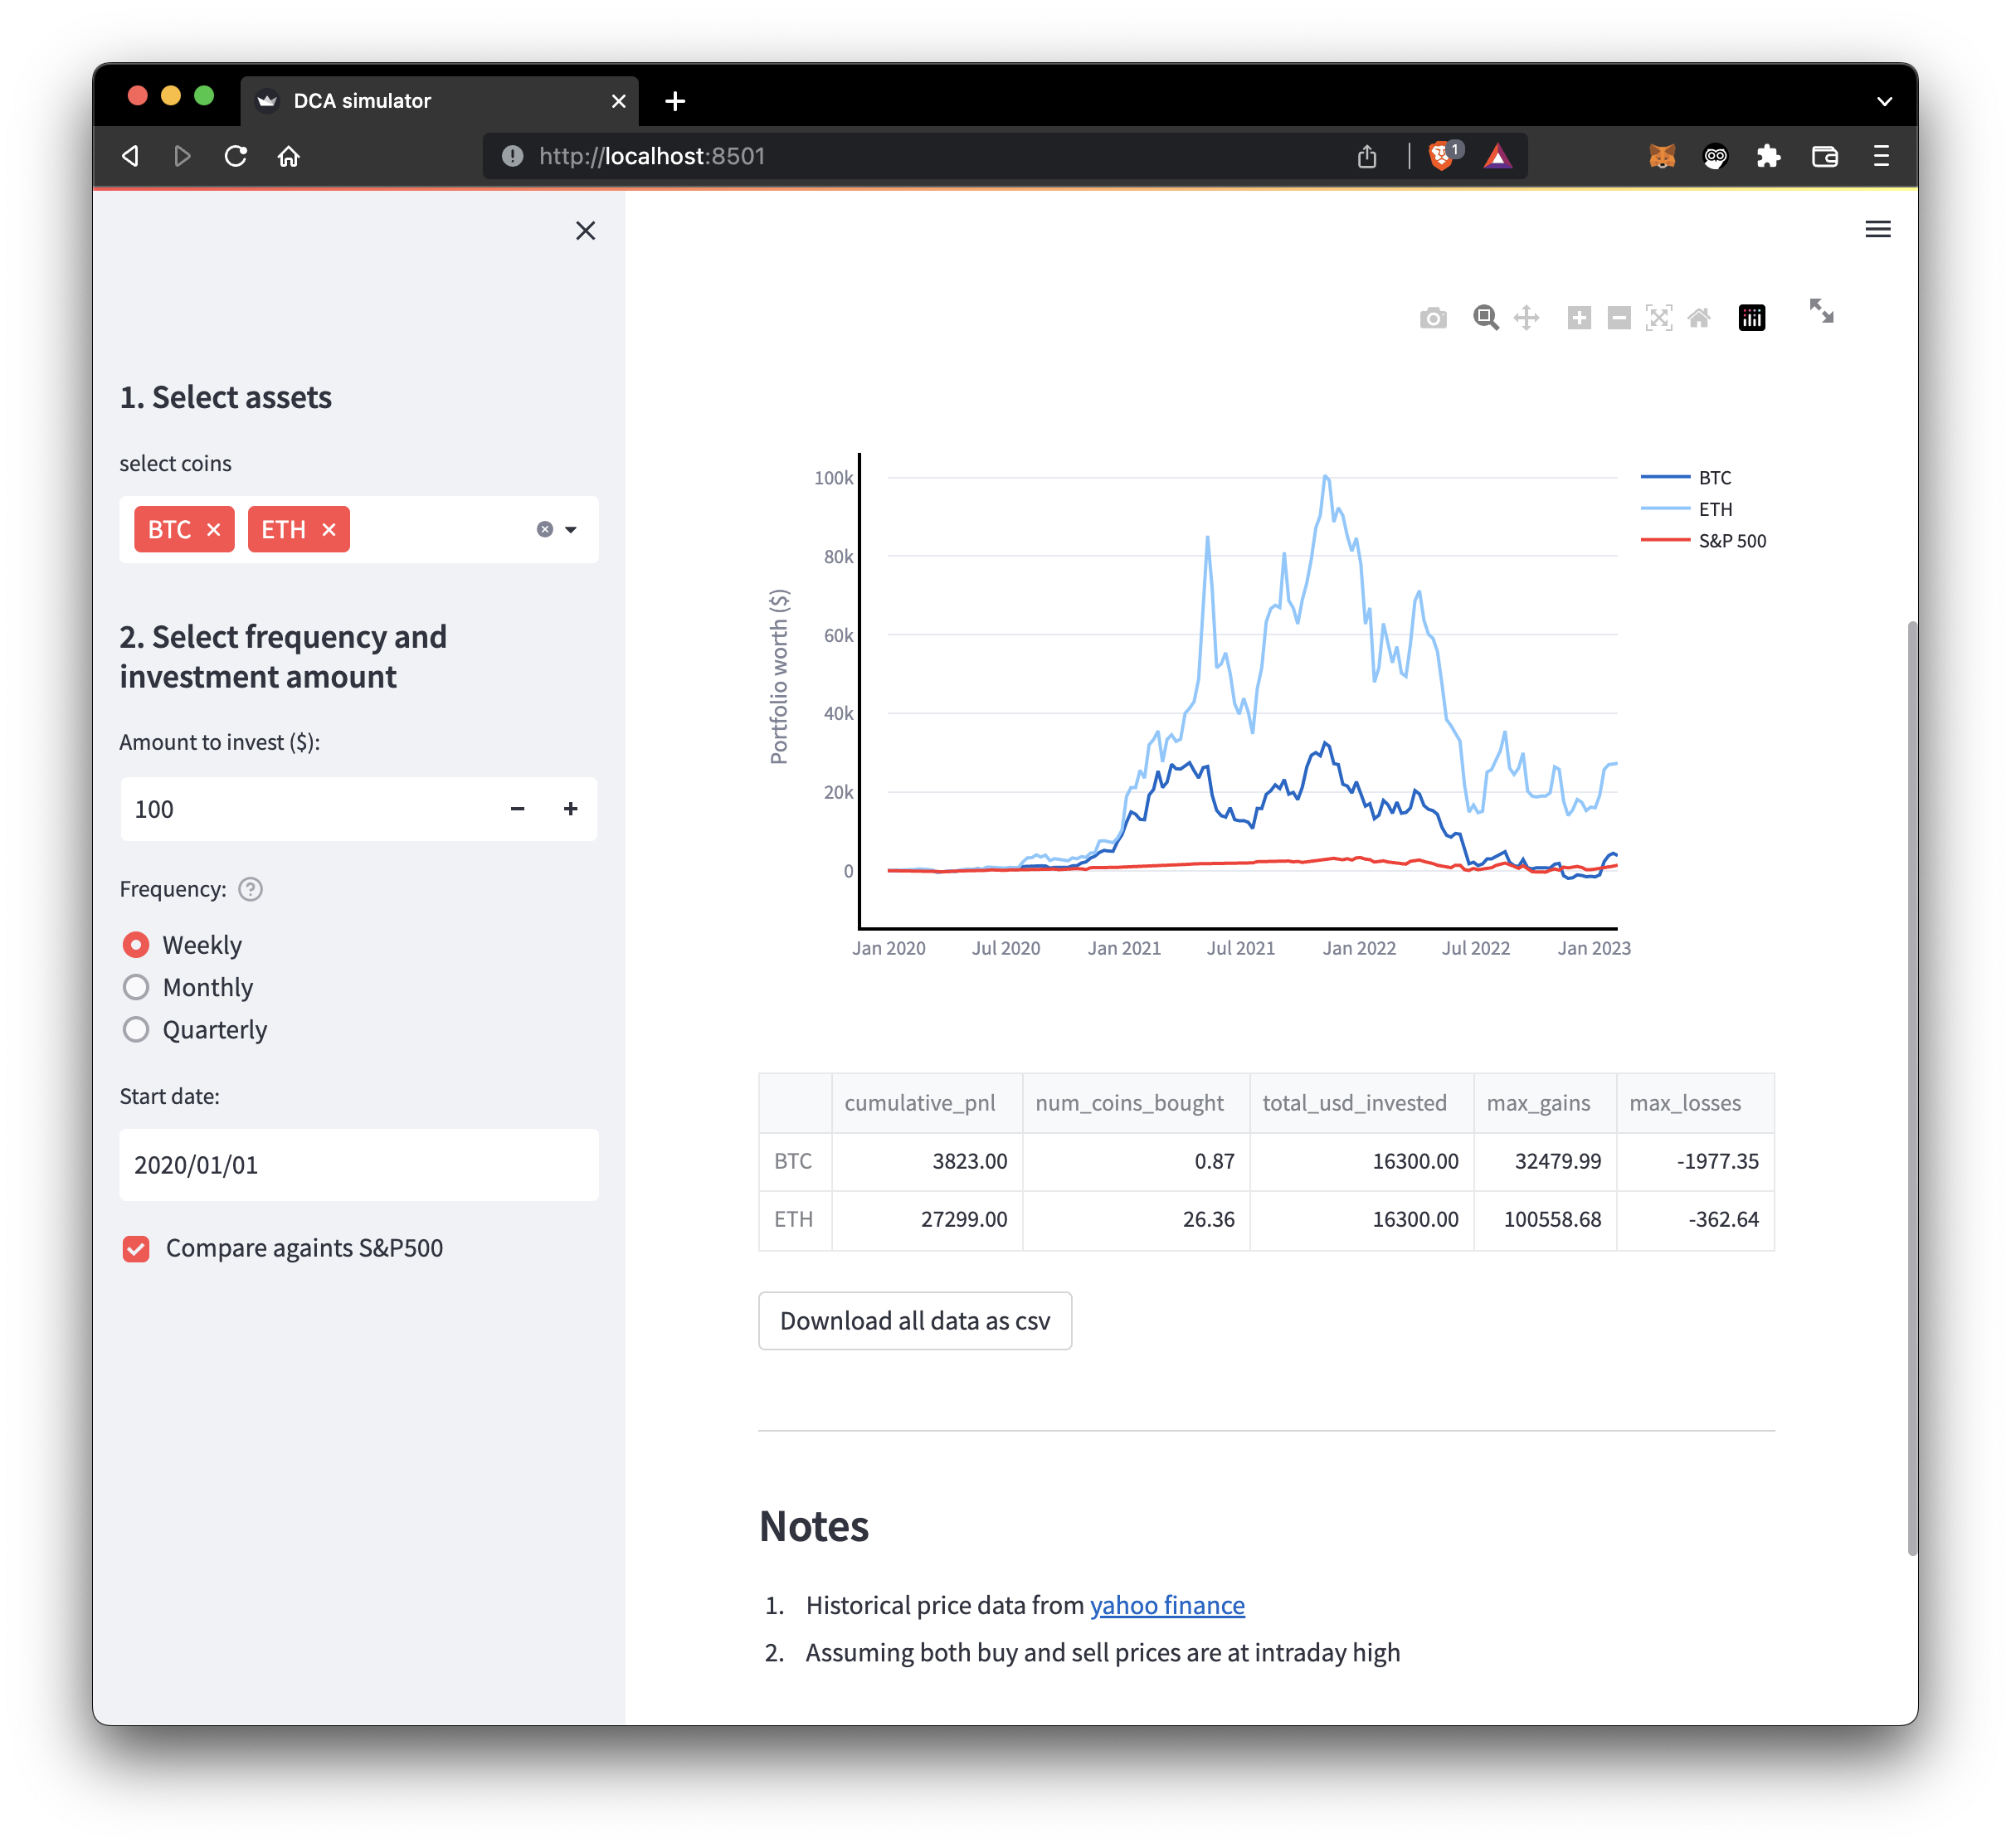 DCA simulator
http://localhost:8501
1
1. Select assets
select coins
BTC
ETH
2. Select frequency and
investment amount
Amount to invest ($):
100
Frequency:
?
Weekly
Monthly
Quarterly
Start date:
2020/01/01
Compare againts S&P500
Portfolio worth ($)
100k
80k
60k
40k
20k
0
Jan 2020 Jul 2020 Jan 2021 Jul 2021 Jan 2022 Jul 2022 Jan 2023
BTC
ETH
S&P 500
cumulative_pnl num_coins_bought total_usd_invested max_gains max_losses
BTC 3823.00 0.87 16300.00 32479.99 -1977.35
ETH 27299.00 26.36 16300.00 100558.68 -362.64
Download all data as csv
Notes
1. Historical price data from yahoo finance
2. Assuming both buy and sell prices are at intraday high